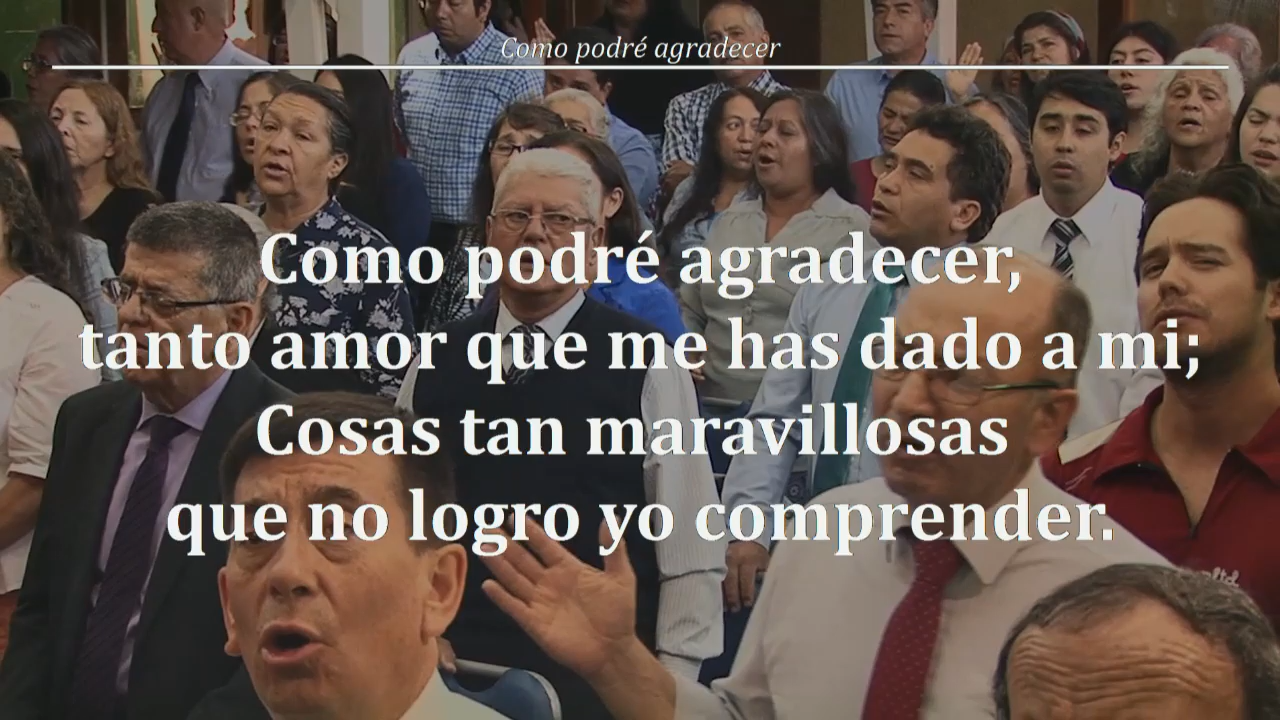 Como podré agradecer
Como podré agradecer,
tanto amor que me has dado a mi;
Cosas tan maravillosas
que no logro yo comprender.